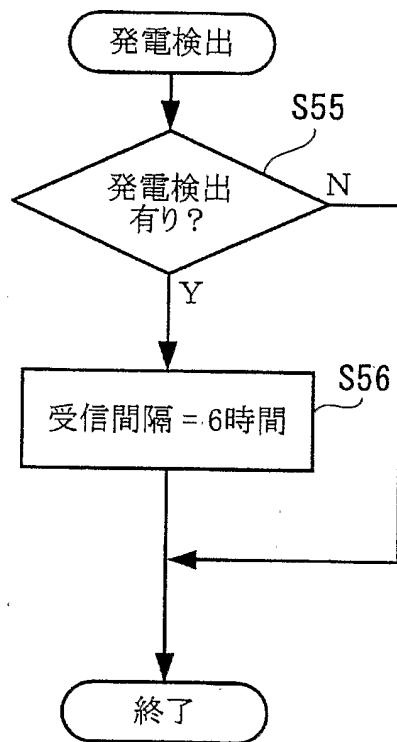 発電検出
S55
発電検出
有り？
N
Y
S56
受信間隔 = 6時間
終了